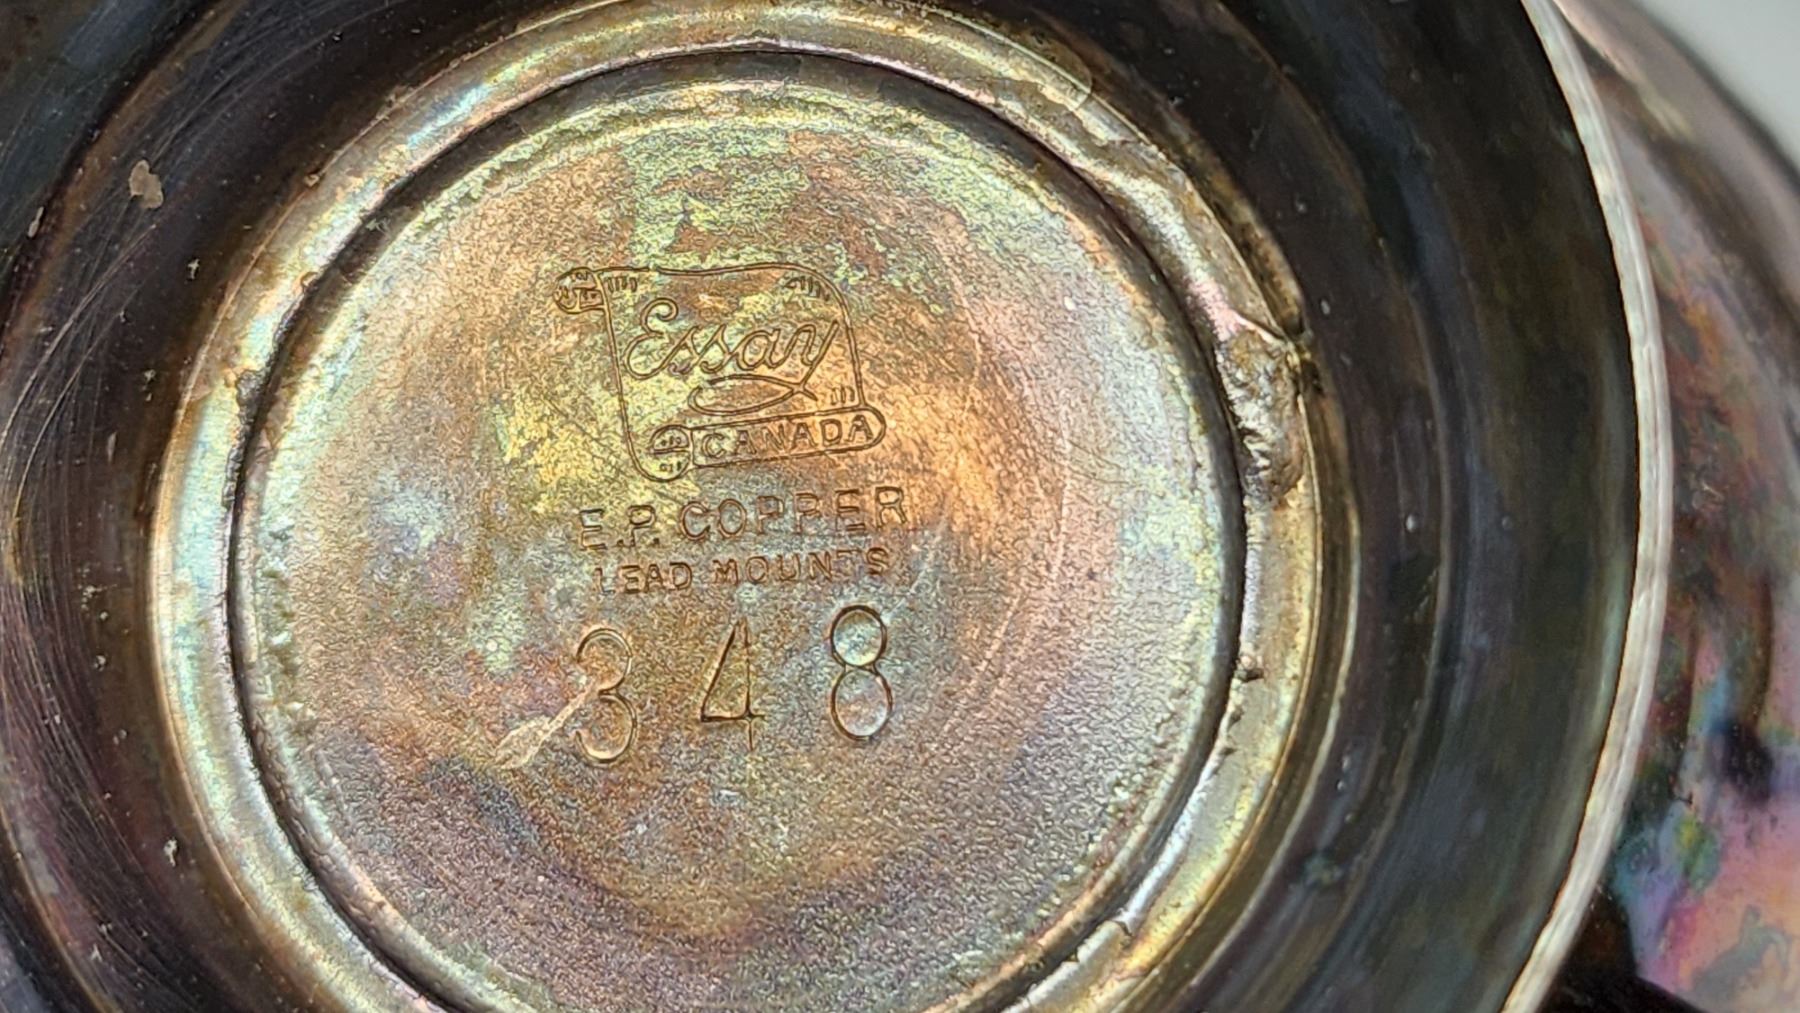 Essay
CANADA
E.P. COPPER
LEAD MOUNTS
348